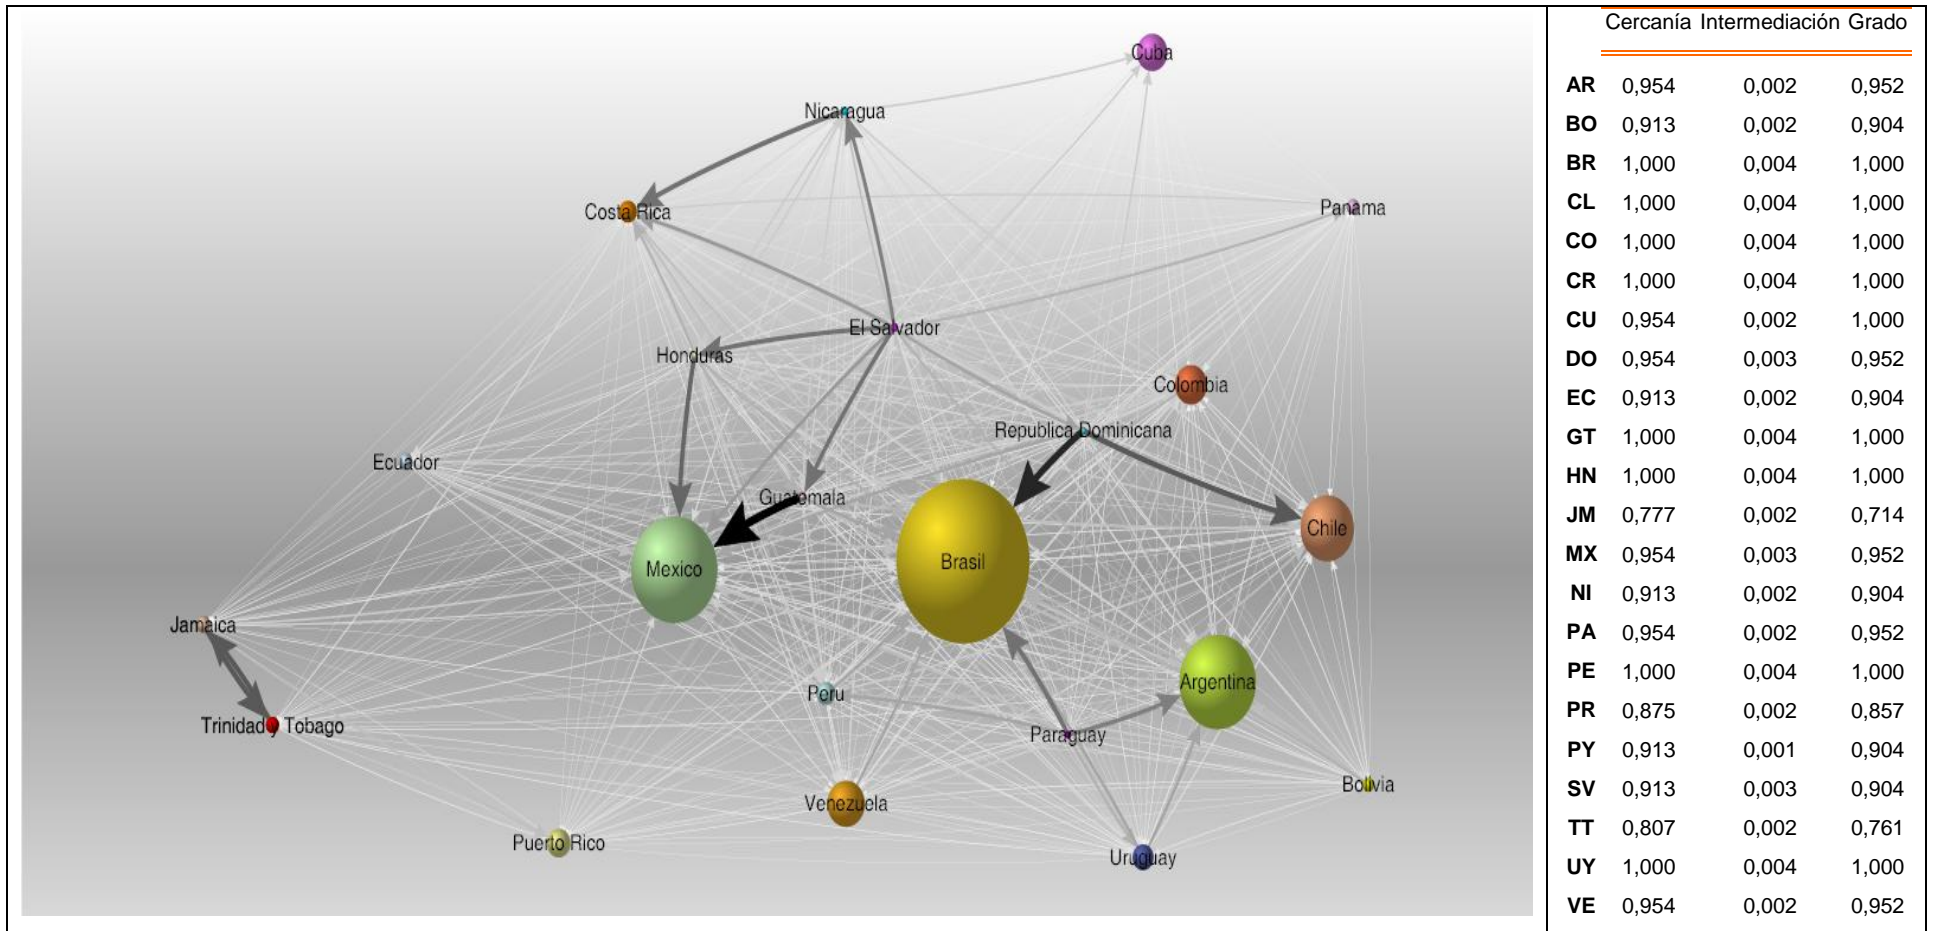 Cuba
Nicaragua
Costa Rica
Panama
El Salvador
Honduras
Colombia
Republica Dominicana
Ecuador
Guatemala
Chile
Mexico
Brasil
Jamaica
Argentina
Peru
Trinidad y Tobago
Paraguay
Bolivia
Venezuela
Puerto Rico
Uruguay
Cercanía Intermediación Grado
AR 0,954 0,002 0,952
BO 0,913 0,002 0,904
BR 1,000 0,004 1,000
CL 1,000 0,004 1,000
CO 1,000 0,004 1,000
CR 1,000 0,004 1,000
CU 0,954 0,002 1,000
DO 0,954 0,003 0,952
EC 0,913 0,002 0,904
GT 1,000 0,004 1,000
HN 1,000 0,004 1,000
JM 0,777 0,002 0,714
MX 0,954 0,003 0,952
NI 0,913 0,002 0,904
PA 0,954 0,002 0,952
PE 1,000 0,004 1,000
PR 0,875 0,002 0,857
PY 0,913 0,001 0,904
SV 0,913 0,003 0,904
TT 0,807 0,002 0,761
UY 1,000 0,004 1,000
VE 0,954 0,002 0,952